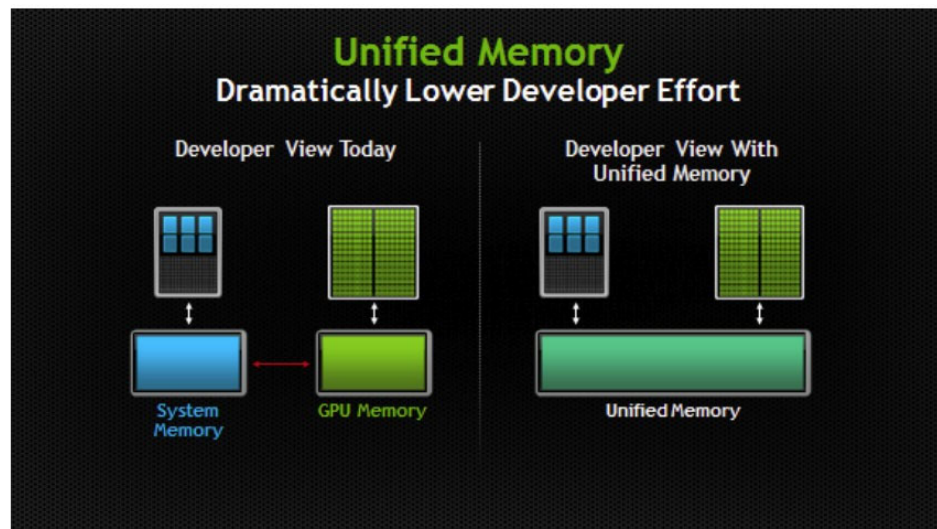 Unified Memory
Dramatically Lower Developer Effort
Developer View Today
System
Memory
GPU Memory
Developer View With
Unified Memory
Unified Memory